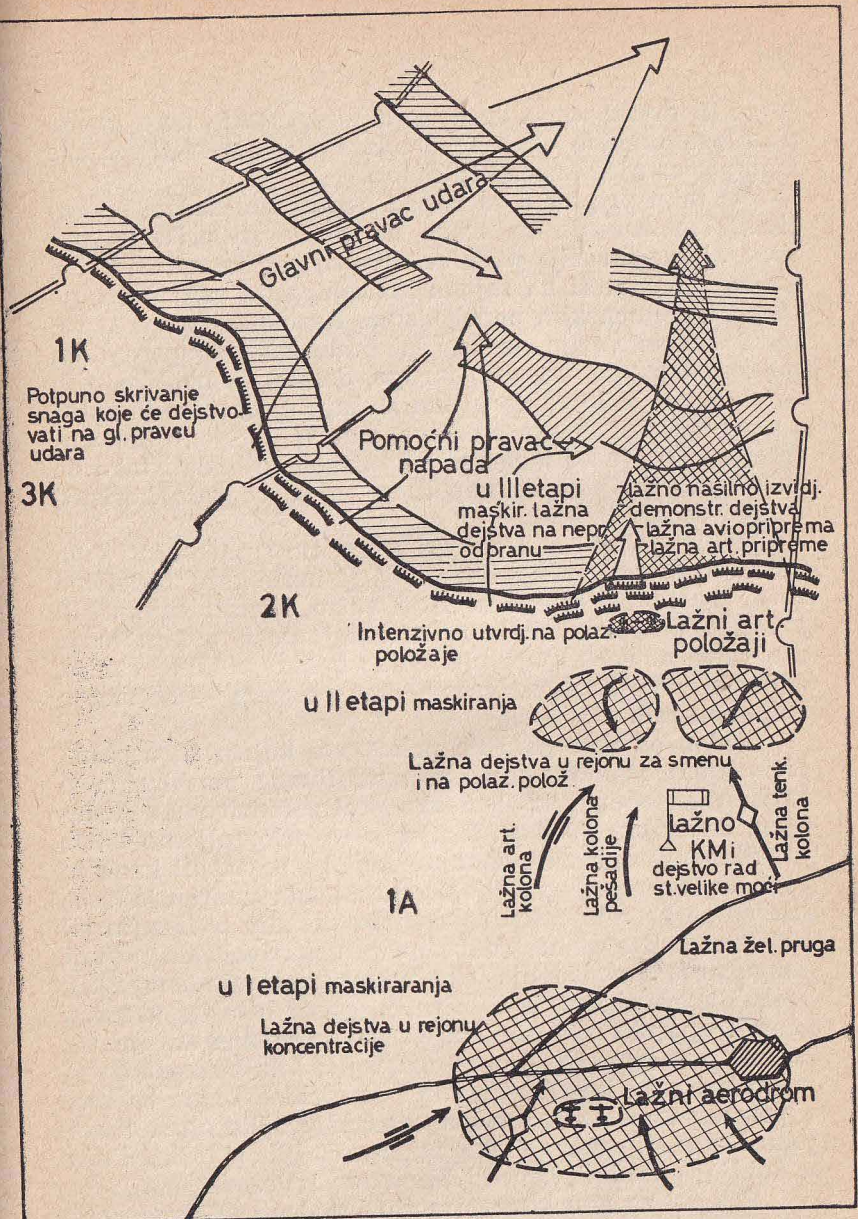 Glavni pravac udara
1K
Potpuno skrivanje
snaga koje će dejstvo-
vati na gl. pravcu
udara
3K
Pomoćni pravac
napada
u III etapi
maskir. lažna
dejstva na nepr.
odbranu
lažno nasilno izvidj.
demonstr. dejstva
lažna aviopriprema
lažna art. pripreme
2K
Intenzivno utvrdj. na polaz.
položaje
Lažni art.
položaji
u II etapi maskiranja
Lažna dejstva u rejonu za smenu
i na polaz. polož.
Lažna art.
kolona
Lažna kolona
pešadije
lažno
KM i
dejstvo rad
st. velike moći
Lažna tenk.
kolona
1A
Lažna žel. pruga
u I etapi maskiraranja
Lažna dejstva u rejonu
koncentracije
Lažni aerodrom